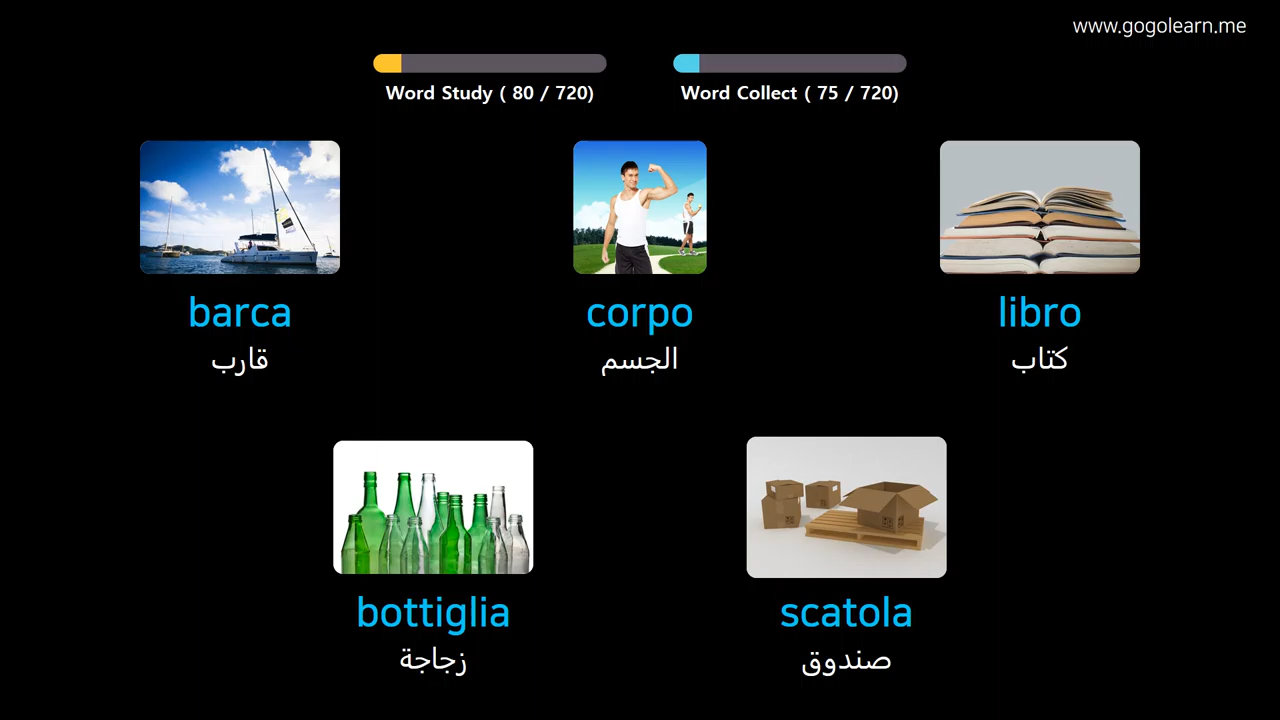 www.gogolearn.me
Word Study ( 80 / 720)
Word Collect ( 75 / 720)
barca
قارب
corpo
الجسم
libro
كتاب
bottiglia
زجاجة
scatola
صندوق